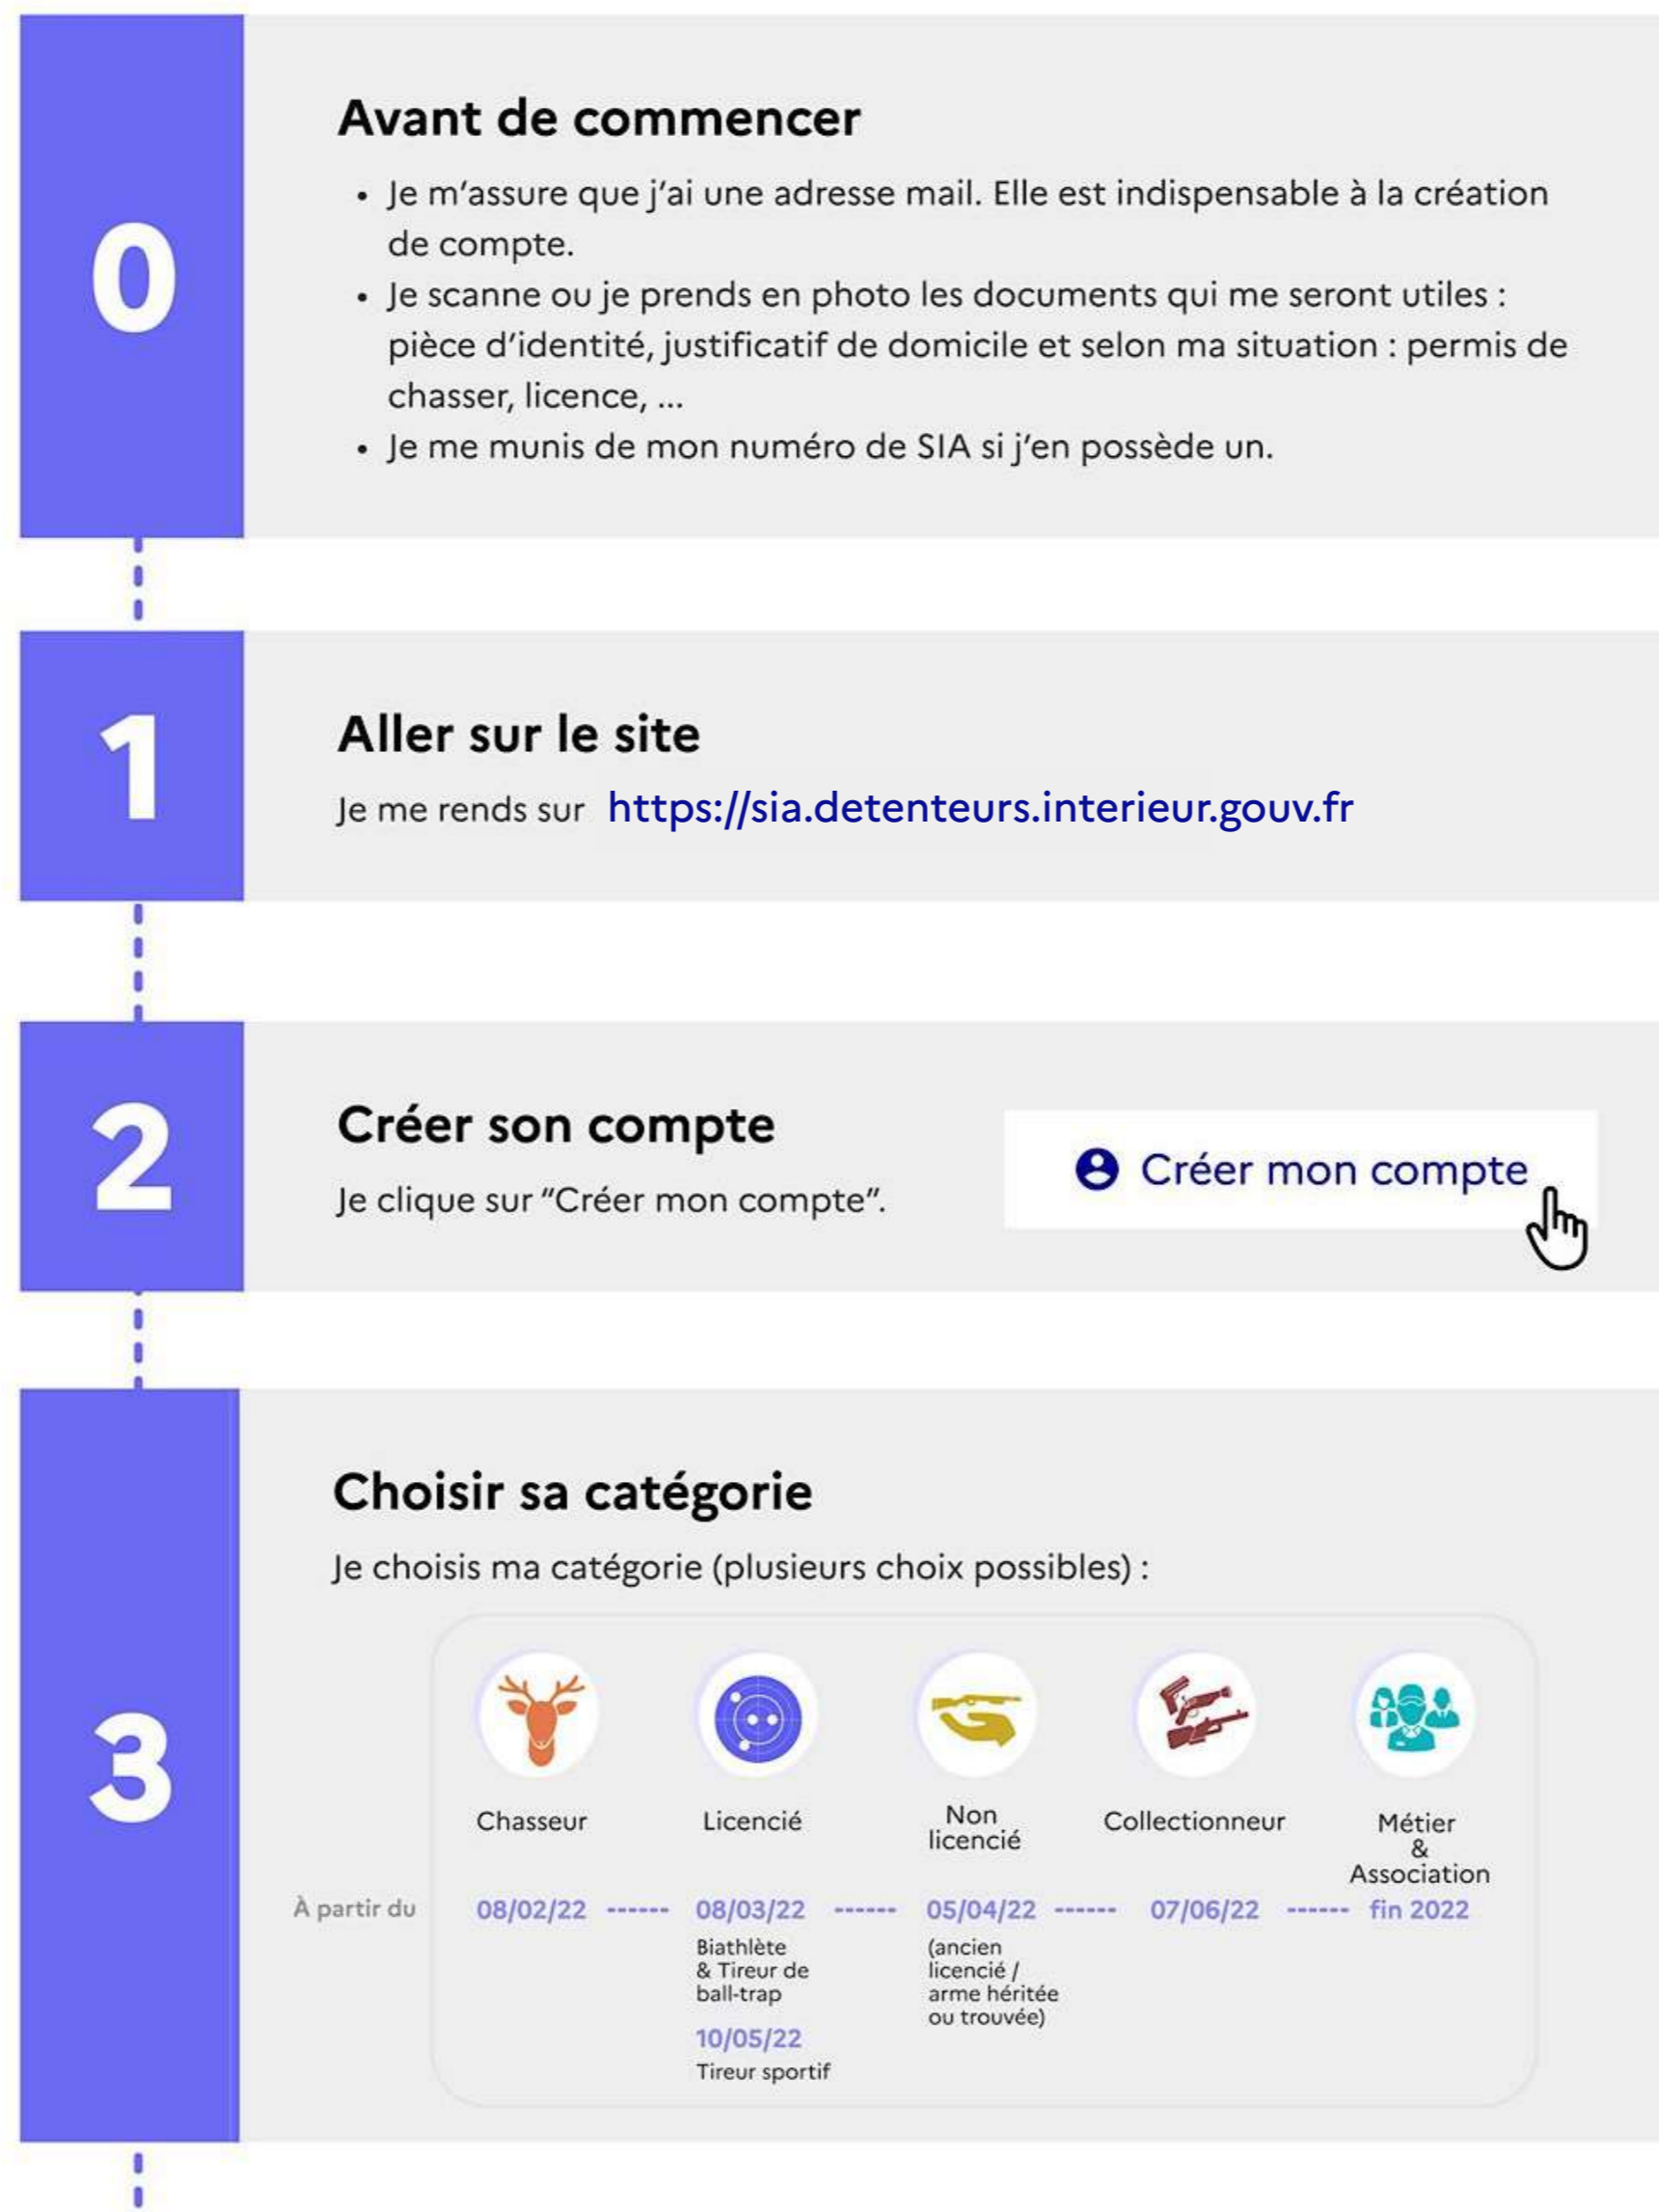 0
Avant de commencer
• Je m'assure que j'ai une adresse mail. Elle est indispensable à la création
de compte.
• Je scanne ou je prends en photo les documents qui me seront utiles :
pièce d'identité, justificatif de domicile et selon ma situation : permis de
chasser, licence, ...
• Je me munis de mon numéro de SIA si j'en possède un.
1
Aller sur le site
Je me rends sur https://sia.detenteurs.interieur.gouv.fr
2
Créer son compte
Je clique sur "Créer mon compte".
Créer mon compte
3
Choisir sa catégorie
Je choisis ma catégorie (plusieurs choix possibles) :
Chasseur
Licencié
Non
licencié
Collectionneur
Métier
&
Association
À partir du 08/02/22 ------ 08/03/22 ------ 05/04/22 ------ 07/06/22 ------ fin 2022
Biathlète
& Tireur de
ball-trap
10/05/22
Tireur sportif
(ancien
licencié /
arme héritée
ou trouvée)